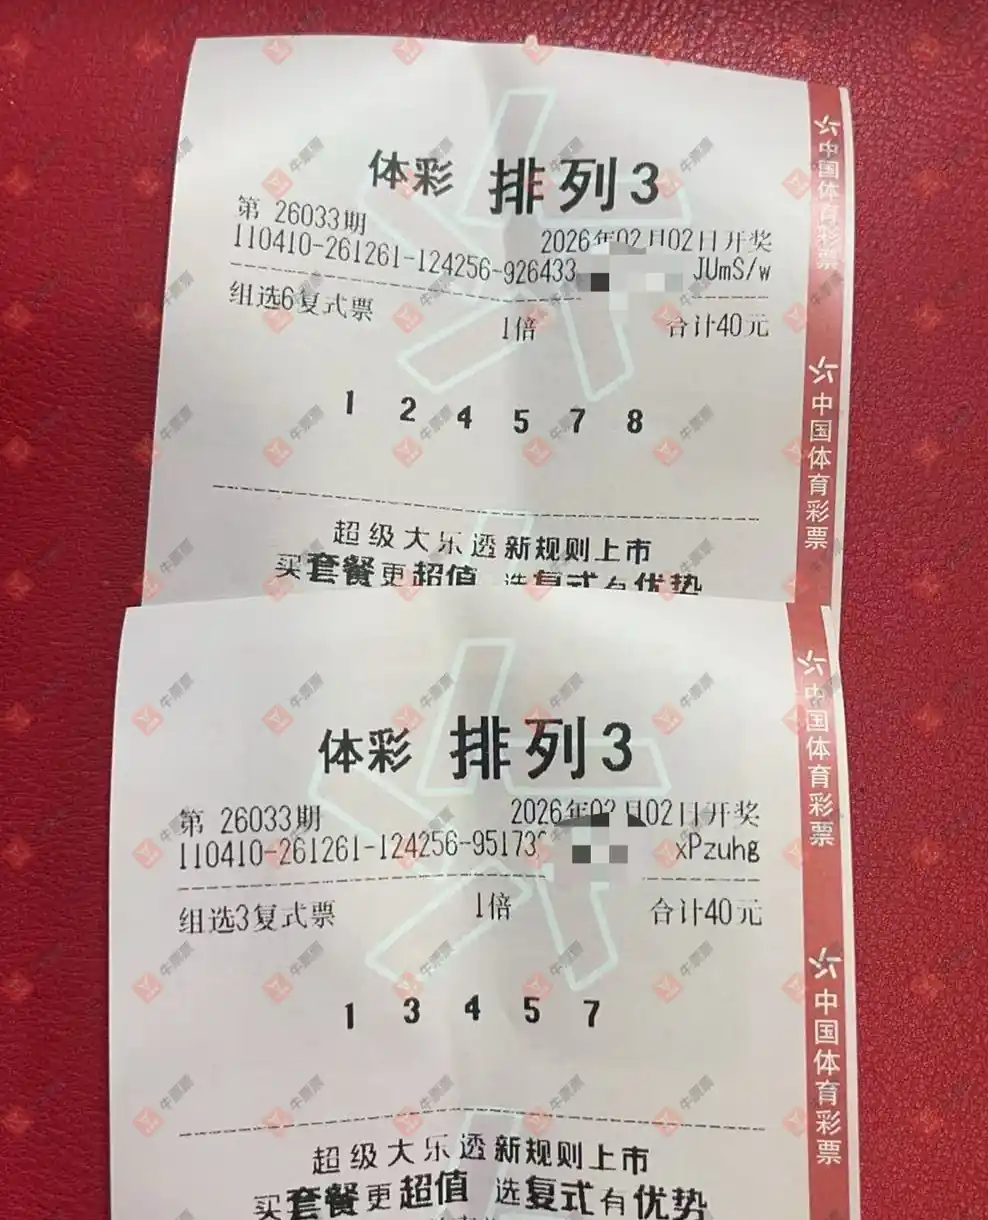 体彩 排列3
第 26033期
2026年02月02日开奖
110410-261261-124256-926433 JUmS/w
组选6复式票 1倍 合计40元
1 2 4 5 7 8
超级大乐透新规则上市
买套餐更超值 选复式有优势
中国体育彩票
中国体育彩票
体彩 排列3
第 26033期
2026年02月02日开奖
110410-261261-124256-95173 xPzuhg
组选3复式票 1倍 合计40元
1 3 4 5 7
超级大乐透新规则上市
买套餐更超值 选复式有优势
中国体育彩票
中国体育彩票
牛票票